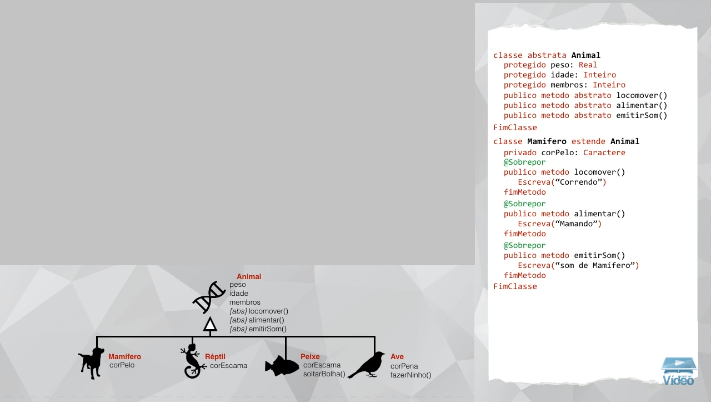 classe abstrata Animal
protegido peso: Real
protegido idade: Inteiro
protegido membros: Inteiro
publico metodo abstrato locomover()
publico metodo abstrato alimentar()
publico metodo abstrato emitirSom()
FimClasse
classe Mamifero estende Animal
privado corPelo: Caractere
@Sobrepor
publico metodo locomover()
Escreva(“Correndo”)
fimMetodo
@Sobrepor
publico metodo alimentar()
Escreva(“Mamando”)
fimMetodo
@Sobrepor
publico metodo emitirSom()
Escreva(“som de Mamifero”)
fimMetodo
FimClasse
Animal
peso
idade
membros
[abs] locomover()
[abs] alimentar()
[abs] emitirSom()
Mamífero
corPelo
Réptil
corEscama
Peixe
corEscama
soltarBolha()
Ave
corPena
fazerNinho()
Vídeo